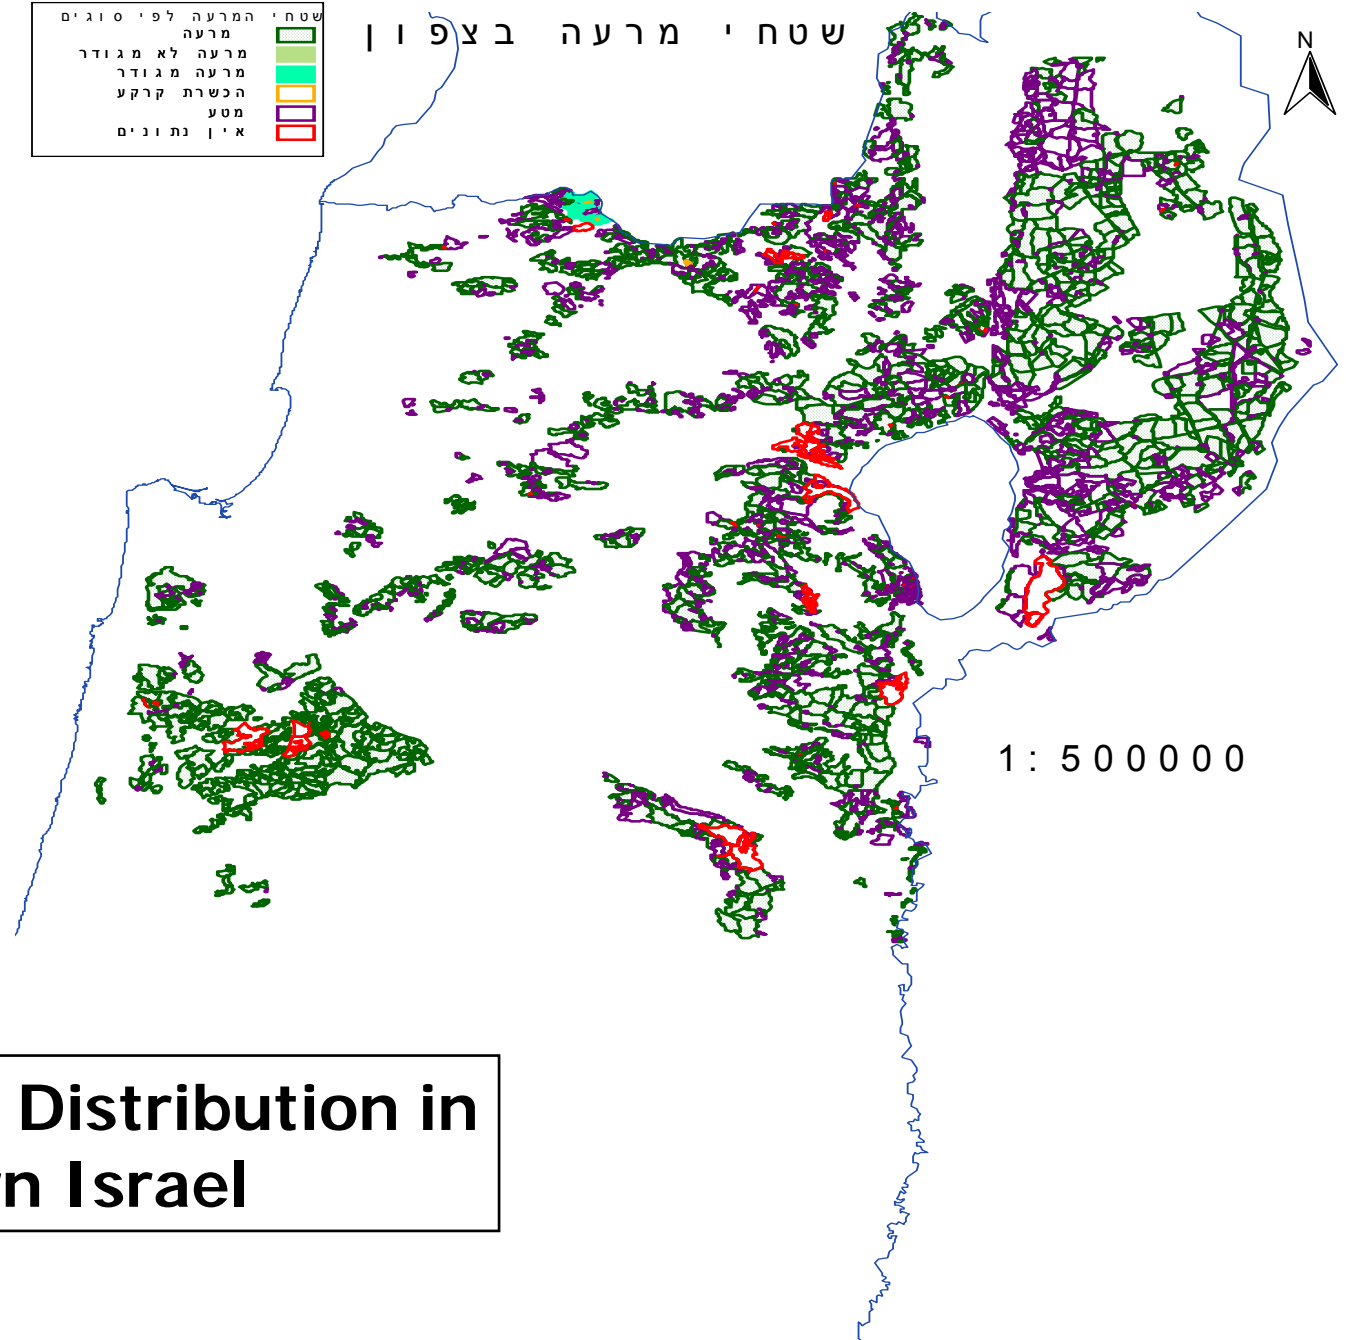 שטחי המרעה לפי סוגים
מרעה
מרעה לא מגודר
מרעה מגודר
הכשרת קרקע
מטע
אין נתונים
שטחי מרעה בצפון
N
1: 500000
Distribution in
Israel